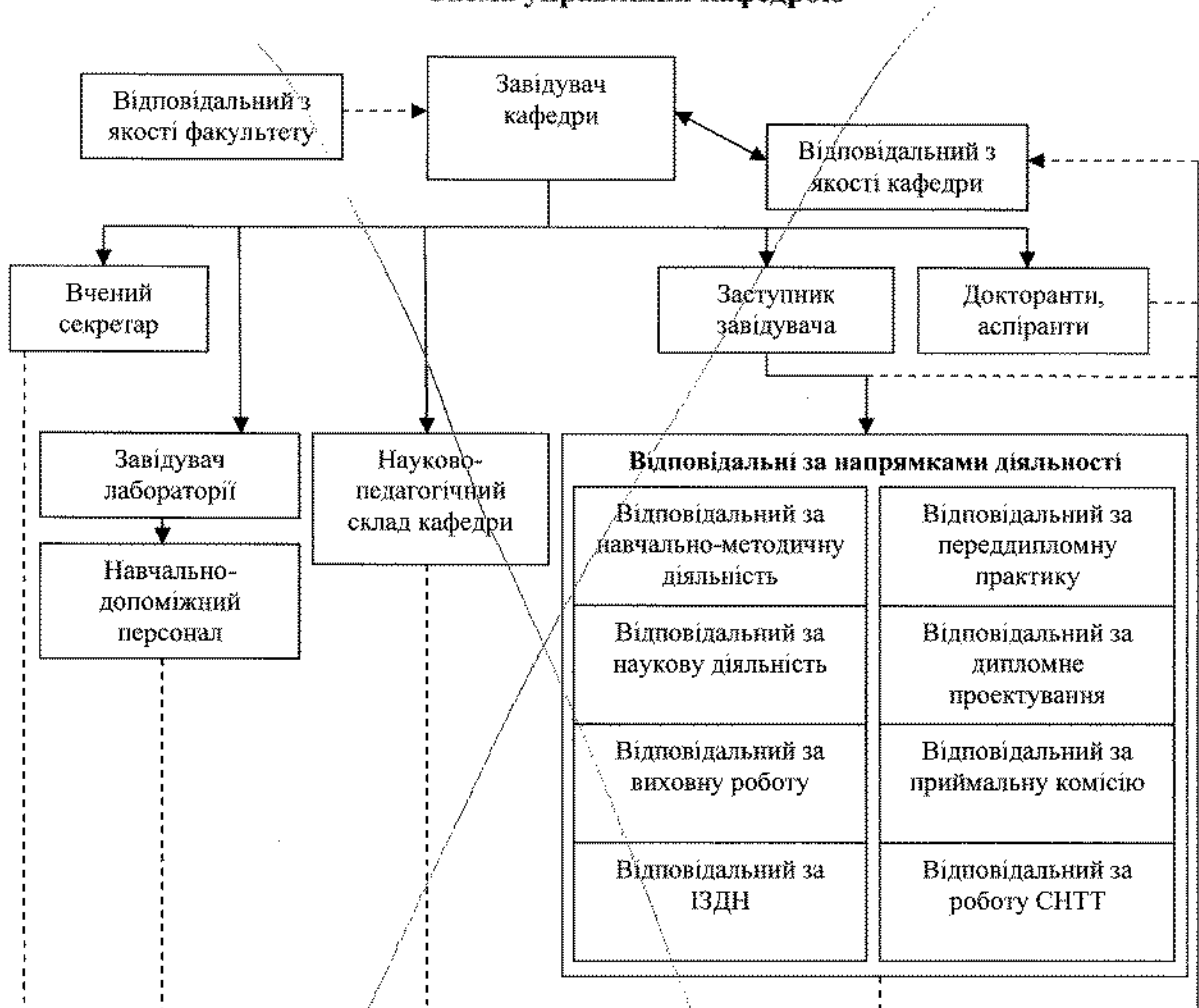 Відповідальний з
якості факультету
Завідувач
кафедри
Відповідальний з
якості кафедри
Вчений
секретар
Заступник
завідувача
Докторанти,
аспіранти
Завідувач
лабораторії
Навчально-
допоміжний
персонал
Науково-
педагогічний
склад кафедри
Відповідальні за напрямками діяльності
Відповідальний за
навчально-методичну
діяльність
Відповідальний за
переддипломну
практику
Відповідальний за
наукову діяльність
Відповідальний за
дипломне
проектування
Відповідальний за
виховну роботу
Відповідальний за
приймальну комісію
Відповідальний за
ІЗДН
Відповідальний за
роботу СНТТ